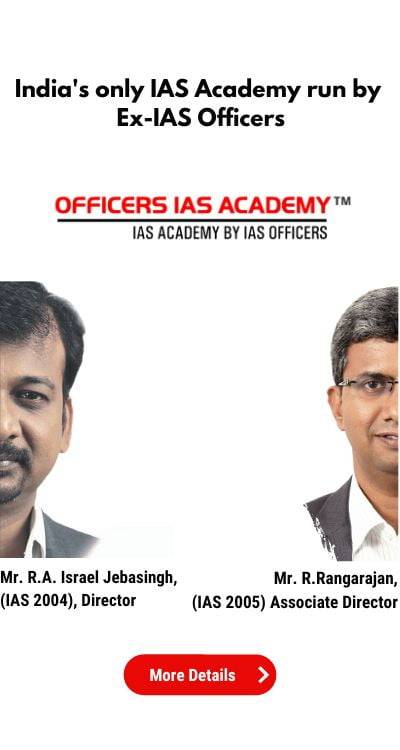 India's only IAS Academy run by
Ex-IAS Officers
OFFICERS IAS ACADEMY™
IAS ACADEMY BY IAS OFFICERS
Mr. R.A. Israel Jebasingh,
(IAS 2004), Director
Mr. R.Rangarajan,
(IAS 2005) Associate Director
More Details